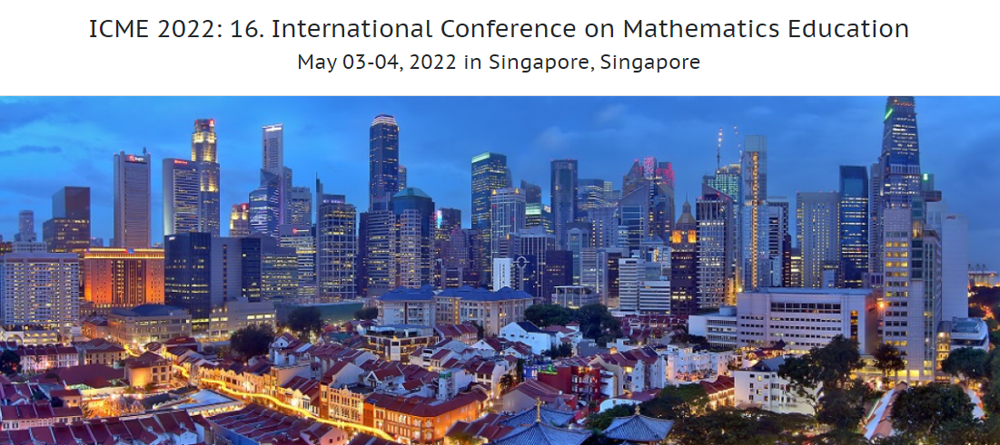 ICME 2022: 16. International Conference on Mathematics Education
May 03-04, 2022 in Singapore, Singapore